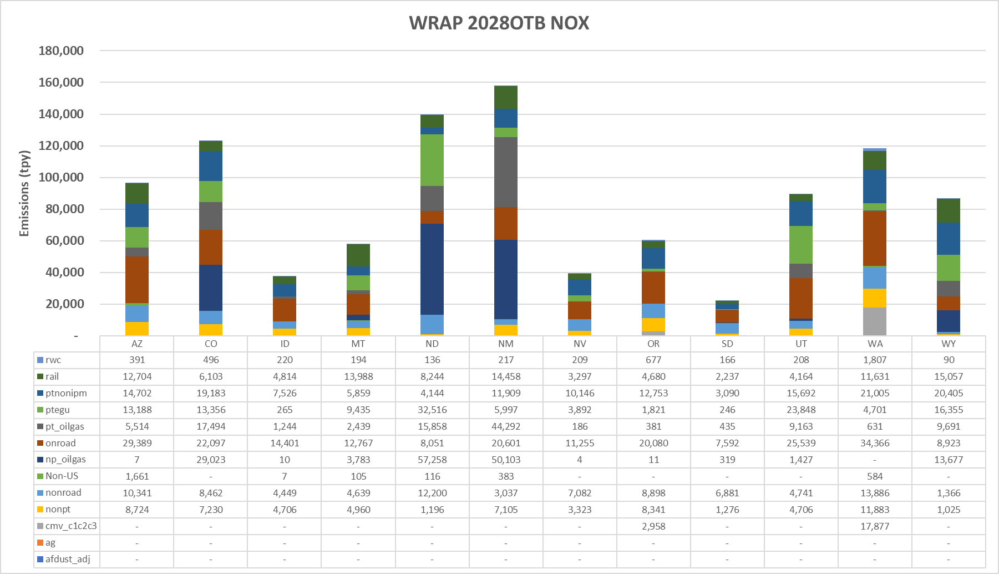 WRAP 2028OTB NOX
Emissions (tpy)
180,000
160,000
140,000
120,000
100,000
80,000
60,000
40,000
20,000
-
AZ CO ID MT ND NM NV OR SD UT WA WY
rwc 391 496 220 194 136 217 209 677 166 208 1,807 90
rail 12,704 6,103 4,814 13,988 8,244 14,458 3,297 4,680 2,237 4,164 11,631 15,057
ptnonipm 14,702 19,183 7,526 5,859 4,144 11,909 10,146 12,753 3,090 15,692 21,005 20,405
ptegu 13,188 13,356 265 9,435 32,516 5,997 3,892 1,821 246 23,848 4,701 16,355
pt_oilgas 5,514 17,494 1,244 2,439 15,858 44,292 186 381 435 9,163 631 9,691
onroad 29,389 22,097 14,401 12,767 8,051 20,601 11,255 20,080 7,592 25,539 34,366 8,923
np_oilgas 7 29,023 10 3,783 57,258 50,103 4 11 319 1,427 - 13,677
Non-US 1,661 - 7 105 116 383 - - - - 584 -
nonroad 10,341 8,462 4,449 4,639 12,200 3,037 7,082 8,898 6,881 4,741 13,886 1,366
nonpt 8,724 7,230 4,706 4,960 1,196 7,105 3,323 8,341 1,276 4,706 11,883 1,025
cmv_c1c2c3 - - - - - - - 2,958 - - 17,877 -
ag - - - - - - - - - - - -
afdust_adj - - - - - - - - - - - -